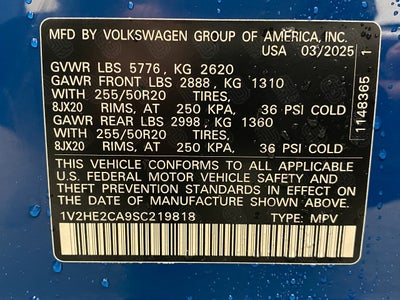 MFD BY VOLKSWAGEN GROUP OF AMERICA, INC.
USA 03/2025
GVWR LBS 5776, KG 2620
GAWR FRONT LBS 2888, KG 1310
WITH 255/50R20 TIRES,
8JX20 RIMS, AT 250 KPA, 36 PSI COLD
GAWR REAR LBS 2998, KG 1360
WITH 255/50R20 TIRES,
8JX20 RIMS, AT 250 KPA, 36 PSI COLD
THIS VEHICLE CONFORMS TO ALL APPLICABLE
U.S. FEDERAL MOTOR VEHICLE SAFETY AND
THEFT PREVENTION STANDARDS IN EFFECT ON THE
DATE OF MANUFACTURE SHOWN ABOVE.
1V2HE2CA9SC219818 TYPE: MPV
1148365 1